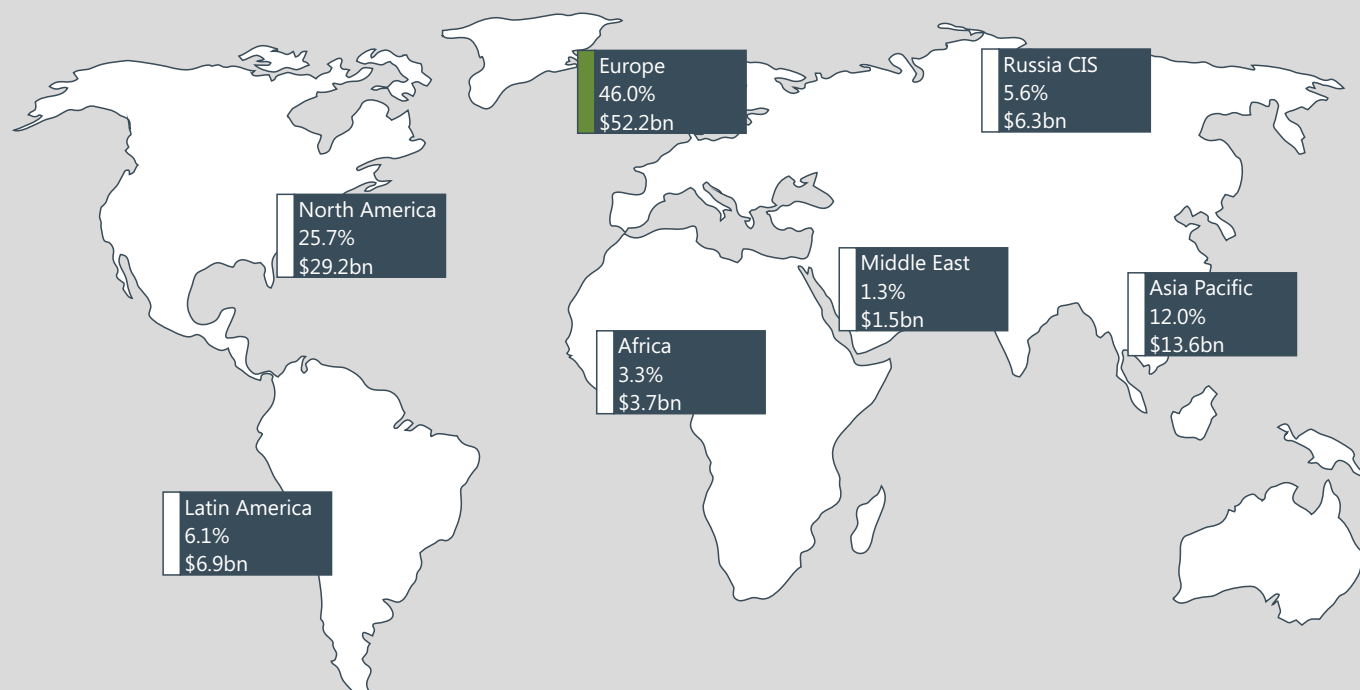 Europe
46.0%
$52.2bn
Russia CIS
5.6%
$6.3bn
North America
25.7%
$29.2bn
Middle East
1.3%
$1.5bn
Asia Pacific
12.0%
$13.6bn
Africa
3.3%
$3.7bn
Latin America
6.1%
$6.9bn